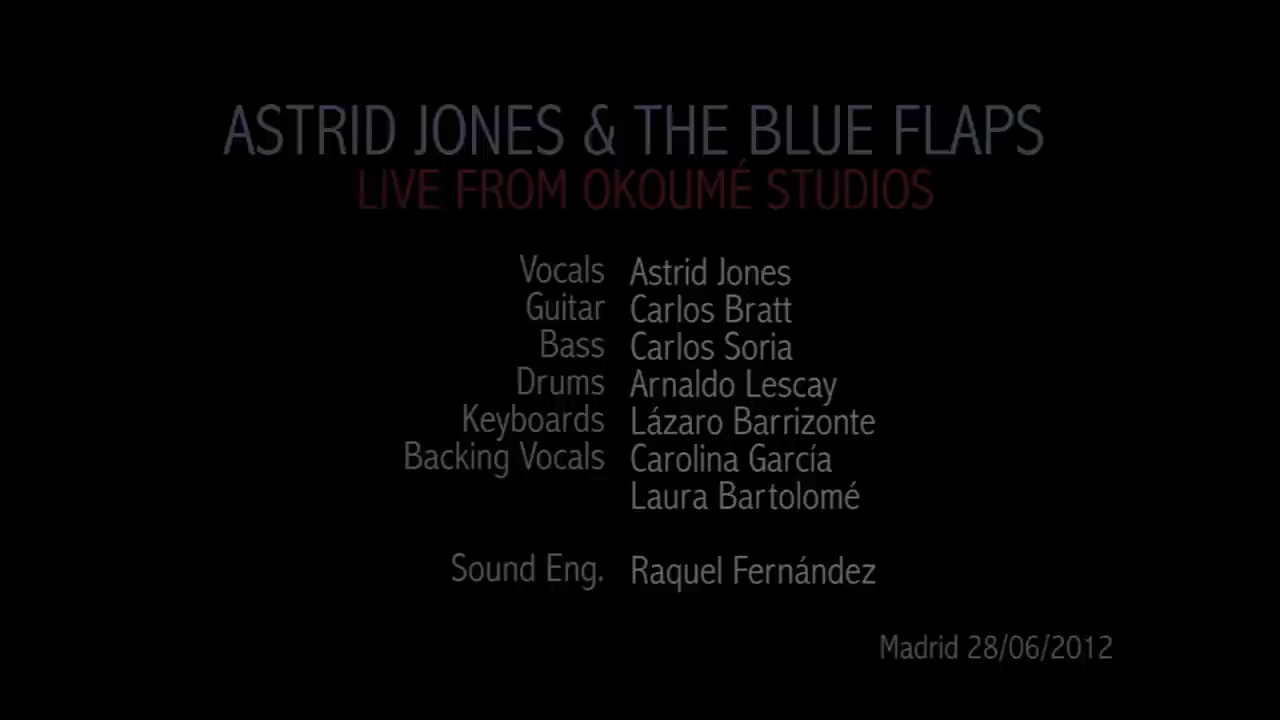 ASTRID JONES & THE BLUE FLAPS
LIVE FROM OKOUMÉ STUDIOS
Vocals Astrid Jones
Guitar Carlos Bratt
Bass Carlos Soria
Drums Arnaldo Lescay
Keyboards Lázaro Barrizonte
Backing Vocals Carolina García
Laura Bartolomé
Sound Eng. Raquel Fernández
Madrid 28/06/2012